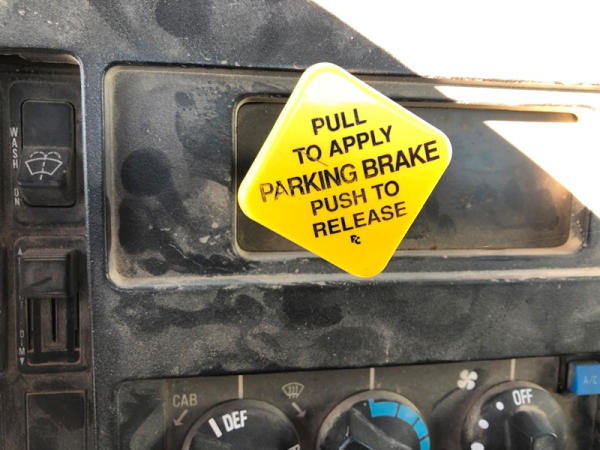 PULL
TO APPLY
PARKING BRAKE
PUSH TO
RELEASE
WASH
ON
DIM
CAB
DEF
OFF
A/C